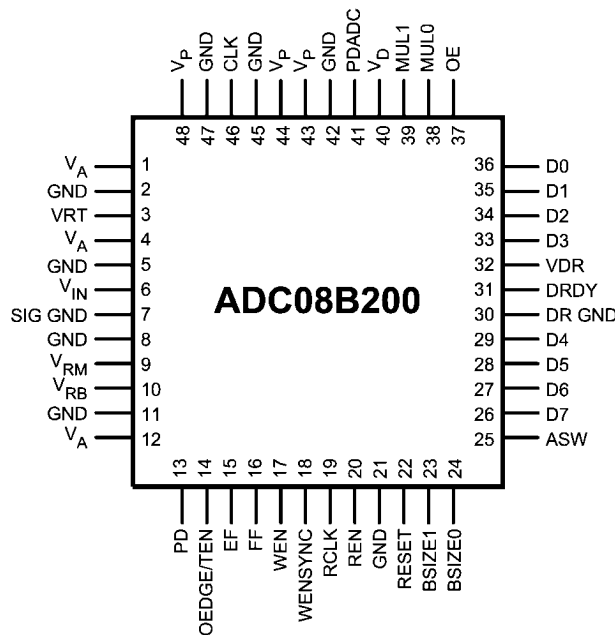 VP GND CLK GND VP VP GND PDADC VD MUL1 MUL0 OE
48 47 46 45 44 43 42 41 40 39 38 37
VA 1
GND 2
VRT 3
VA 4
GND 5
VIN 6
SIG GND 7
GND 8
VRM 9
VRB 10
GND 11
VA 12
ADC08B200
36 D0
35 D1
34 D2
33 D3
32 VDR
31 DRDY
30 DR GND
29 D4
28 D5
27 D6
26 D7
25 ASW
13 14 15 16 17 18 19 20 21 22 23 24
PD OEDGE/TEN EF FF WEN WENSYNC RCLK REN GND RESET BSIZE1 BSIZE0